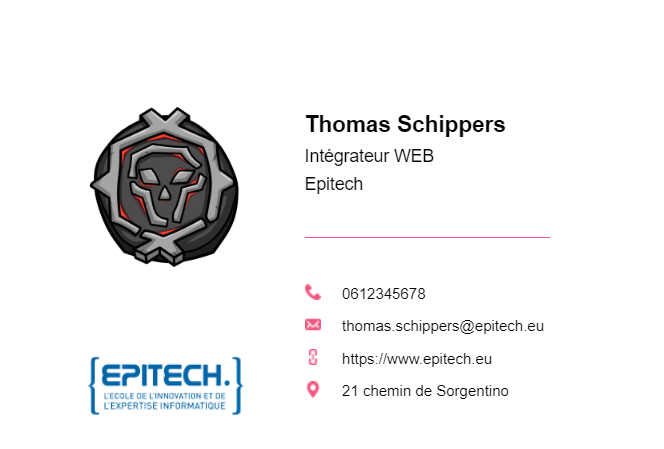 Thomas Schippers
Intégrateur WEB
Epitech
0612345678
thomas.schippers@epitech.eu
https://www.epitech.eu
21 chemin de Sorgentino
{EPITECH.}
L'ECOLE DE L'INNOVATION ET DE
L'EXPERTISE INFORMATIQUE